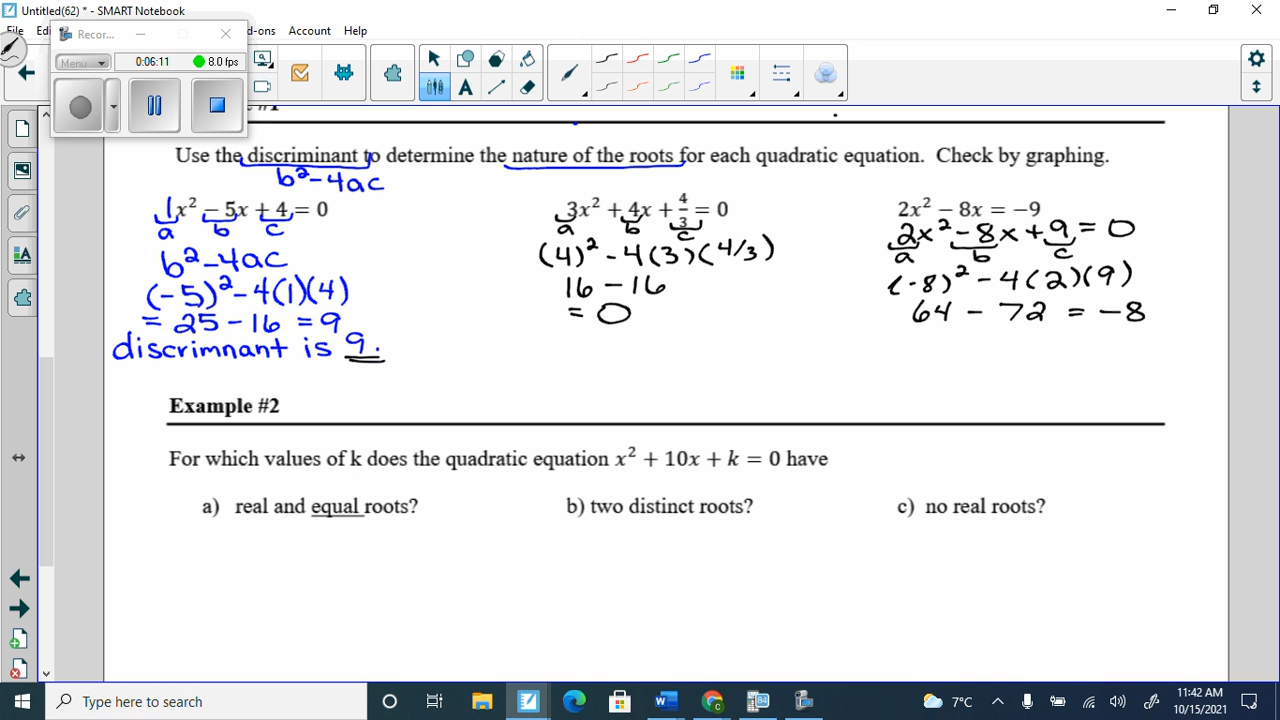 Untitled(62) * - SMART Notebook
File
Recor...
d-ons Account Help
Menu 0:06:11 8.0 fps
Use the discriminant to determine the nature of the roots for each quadratic equation. Check by graphing.
b² - 4ac
1x² - 5x + 4 = 0
a b c
b² - 4ac
(-5)² - 4(1)(4)
= 25 - 16 = 9
discrimnant is 9.
3x² + 4x + 4/3 = 0
a b c
(4)² - 4(3)(4/3)
16 - 16
= 0
2x² - 8x = -9
2x² - 8x + 9 = 0
a b c
(-8)² - 4(2)(9)
64 - 72 = -8
Example #2
For which values of k does the quadratic equation x² + 10x + k = 0 have
a) real and equal roots?
b) two distinct roots?
c) no real roots?
Type here to search
7°C
11:42 AM
10/15/2021